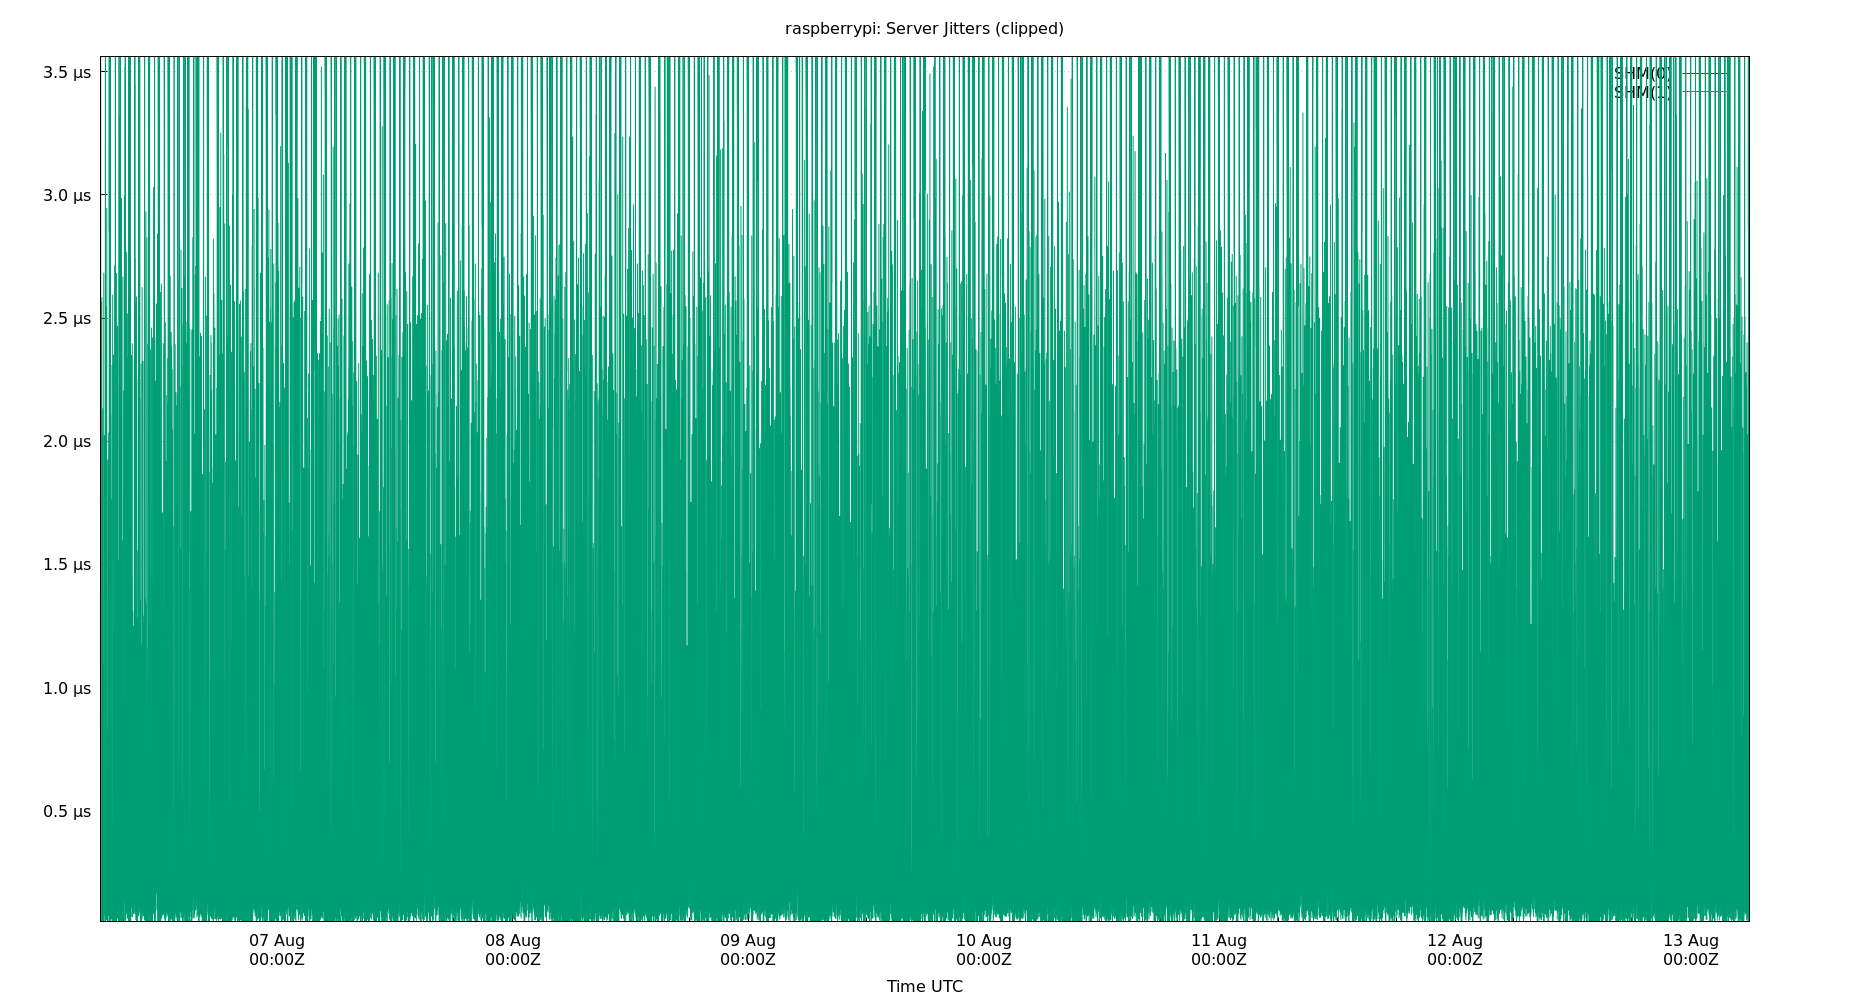 raspberrypi: Server Jitters (clipped)
3.5 µs
3.0 µs
2.5 µs
2.0 µs
1.5 µs
1.0 µs
0.5 µs
SHM(0)
SHM(1)
07 Aug 08 Aug 09 Aug 10 Aug 11 Aug 12 Aug 13 Aug
00:00Z 00:00Z 00:00Z 00:00Z 00:00Z 00:00Z 00:00Z
Time UTC